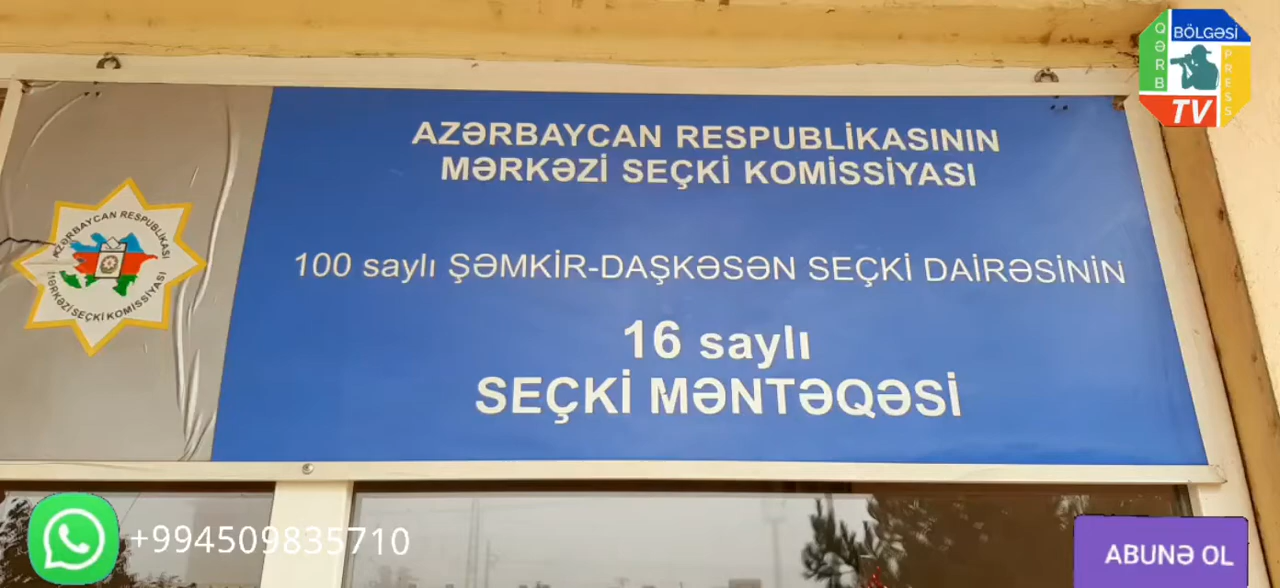 QƏRB
BÖLGƏSİ
PRESS
TV
AZƏRBAYCAN RESPUBLİKASININ
MƏRKƏZİ SEÇKİ KOMİSSİYASI
100 saylı ŞƏMKİR-DAŞKƏSƏN SEÇKİ DAİRƏSİNİN
16 saylı
SEÇKİ MƏNTƏQƏSİ
AZƏRBAYCAN RESPUBLİKASI
MƏRKƏZİ SEÇKİ KOMİSSİYASI
+994509835710
ABUNƏ OL